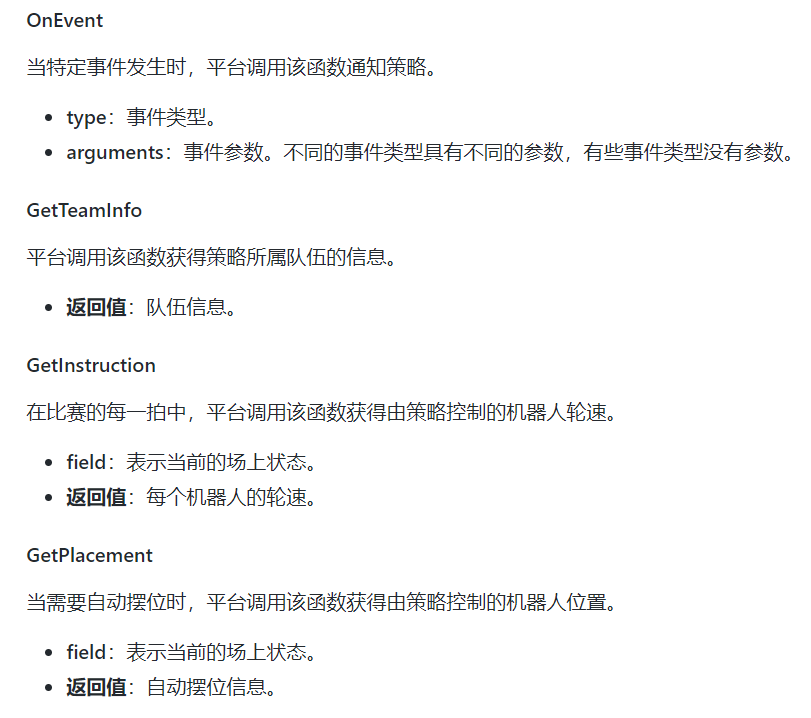 OnEvent
当特定事件发生时，平台调用该函数通知策略。
• type：事件类型。
• arguments：事件参数。不同的事件类型具有不同的参数，有些事件类型没有参数。
GetTeamInfo
平台调用该函数获得策略所属队伍的信息。
• 返回值：队伍信息。
GetInstruction
在比赛的每一拍中，平台调用该函数获得由策略控制的机器人轮速。
• field：表示当前的场上状态。
• 返回值：每个机器人的轮速。
GetPlacement
当需要自动摆位时，平台调用该函数获得由策略控制的机器人位置。
• field：表示当前的场上状态。
• 返回值：自动摆位信息。